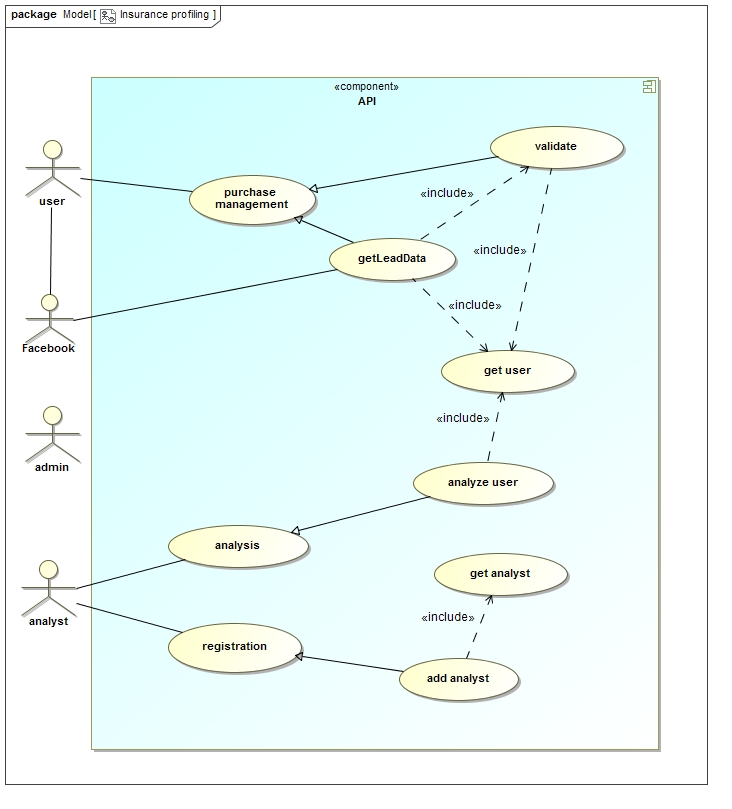 package Model[ Insurance profiling ]
«component»
API
validate
user
purchase
management
«include»
«include»
getLeadData
«include»
Facebook
get user
«include»
admin
analyze user
analysis
get analyst
analyst
«include»
registration
add analyst